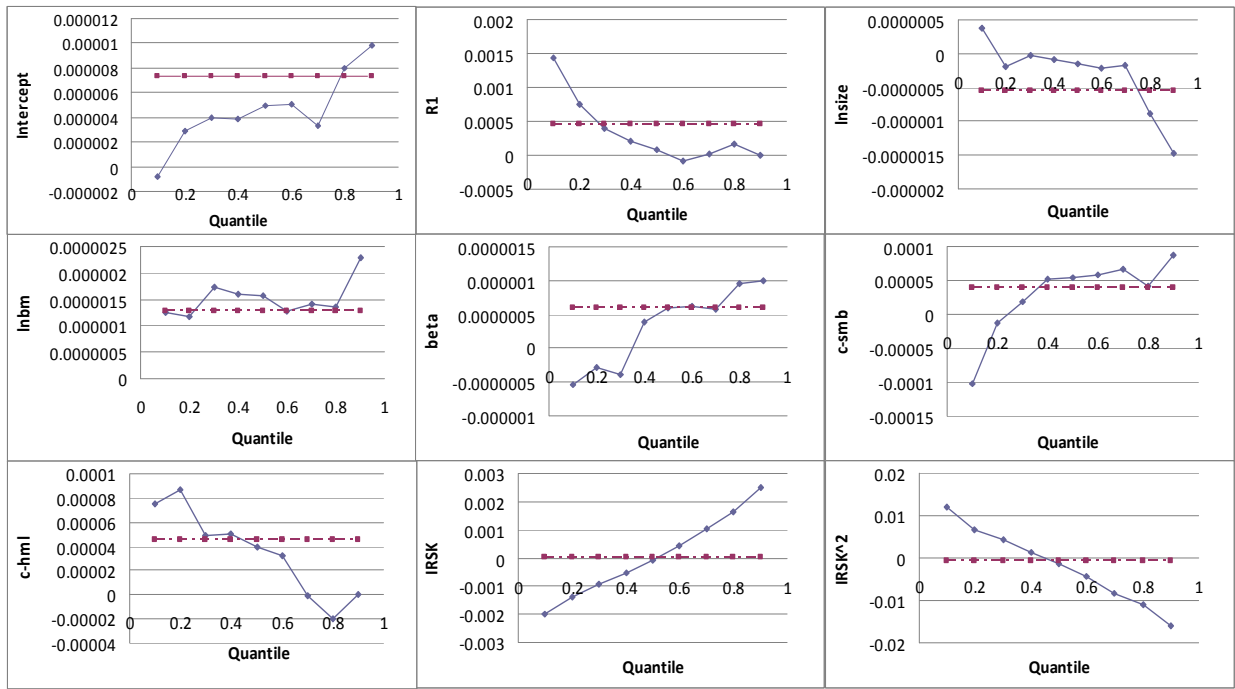 Intercept
0.000012
0.00001
0.000008
0.000006
0.000004
0.000002
0
-0.000002
0 0.2 0.4 0.6 0.8 1
Quantile
R1
0.002
0.0015
0.001
0.0005
0
-0.0005
0 0.2 0.4 0.6 0.8 1
Quantile
lnsize
0.0000005
0
-0.0000005
-0.000001
-0.0000015
-0.000002
0 0.2 0.4 0.6 0.8 1
Quantile
lnbm
0.0000025
0.000002
0.0000015
0.000001
0.0000005
0
0 0.2 0.4 0.6 0.8 1
Quantile
beta
0.0000015
0.000001
0.0000005
0
-0.0000005
-0.000001
0 0.2 0.4 0.6 0.8 1
Quantile
c-smb
0.0001
0.00005
0
-0.00005
-0.0001
-0.00015
0 0.2 0.4 0.6 0.8 1
Quantile
c-hml
0.0001
0.00008
0.00006
0.00004
0.00002
0
-0.00002
-0.00004
0 0.2 0.4 0.6 0.8 1
Quantile
IRSK
0.003
0.002
0.001
0
-0.001
-0.002
-0.003
0 0.2 0.4 0.6 0.8 1
Quantile
IRSK^2
0.02
0.01
0
-0.01
-0.02
0 0.2 0.4 0.6 0.8 1
Quantile